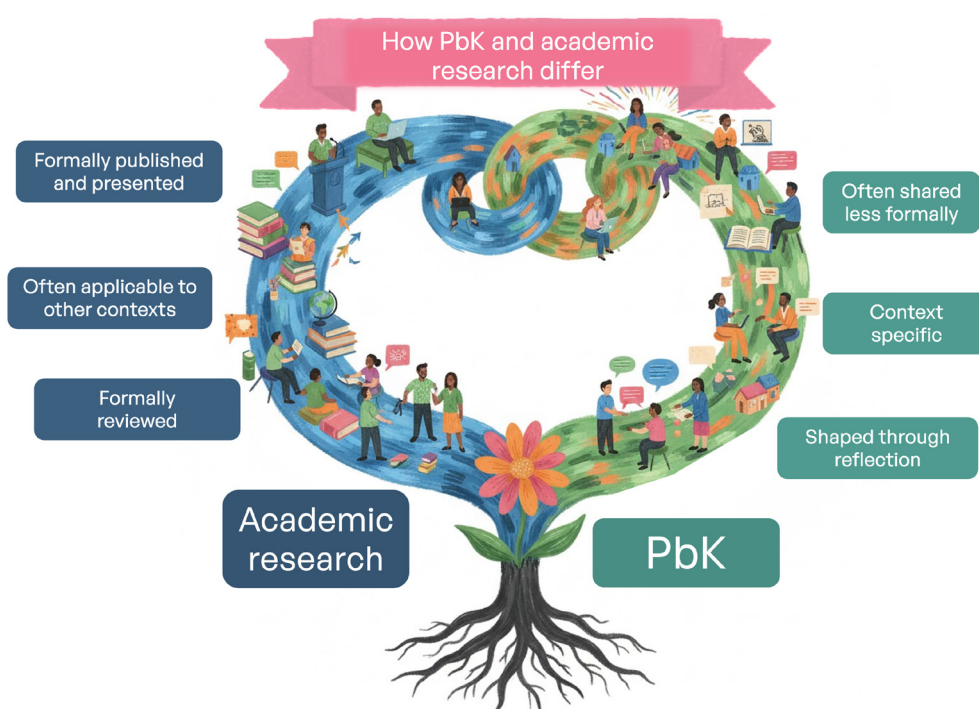 How PbK and academic
research differ
Formally published
and presented
Often applicable to
other contexts
Formally
reviewed
Academic
research
Often shared
less formally
Context
specific
Shaped through
reflection
PbK